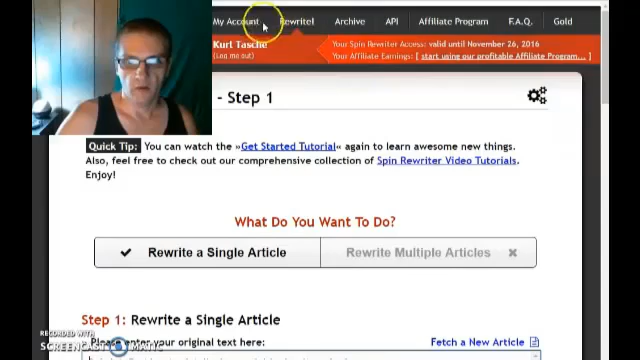 My Account Rewrite! Archive API Affiliate Program F.A.Q. Gold
Kurt Tasche
(Log me out)
Your Spin Rewriter Access: valid until November 26, 2016
Your Affiliate Earnings: [ start using our profitable Affiliate Program... ]
- Step 1
Quick Tip: You can watch the »Get Started Tutorial« again to learn awesome new things.
Also, feel free to check out our comprehensive collection of Spin Rewriter Video Tutorials.
Enjoy!
What Do You Want To Do?
Rewrite a Single Article Rewrite Multiple Articles
Step 1: Rewrite a Single Article
Please enter your original text here: Fetch a New Article
RECORDED WITH
SCREENCAST MATIC